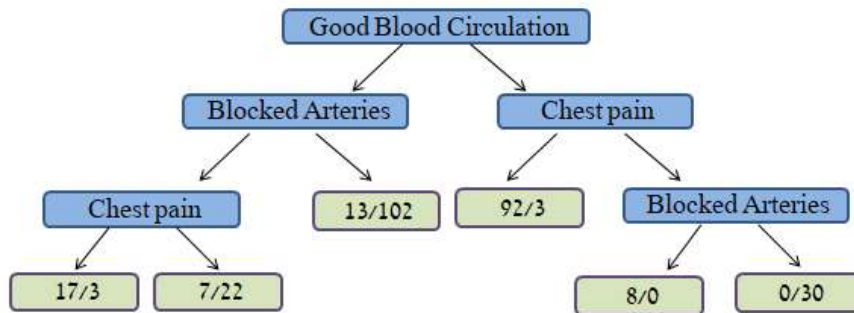 Good Blood Circulation
Blocked Arteries
Chest pain
Chest pain
13/102
92/3
Blocked Arteries
17/3
7/22
8/0
0/30